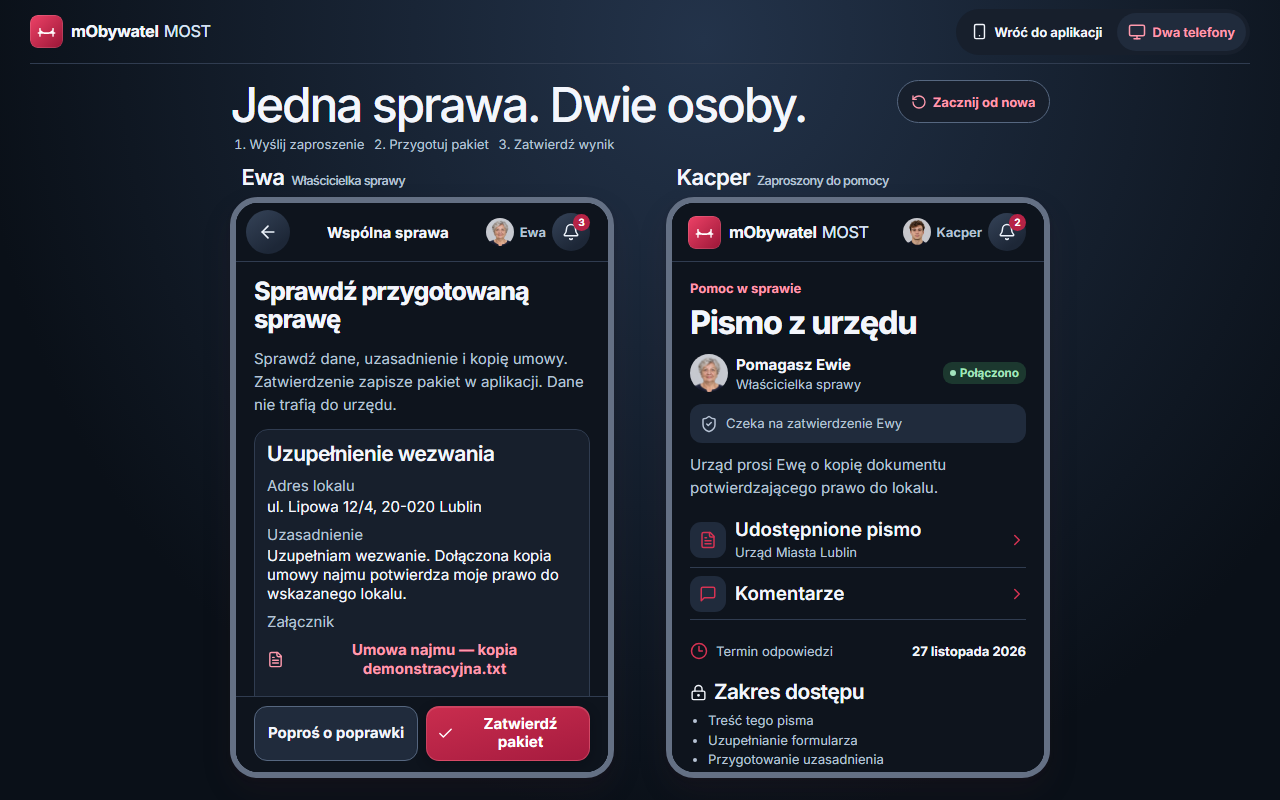 mObywatel MOST
Wróć do aplikacji
Dwa telefony
Jedna sprawa. Dwie osoby.
Zacznij od nowa
1. Wyślij zaproszenie 2. Przygotuj pakiet 3. Zatwierdź wynik
Ewa Właścicielka sprawy
Wspólna sprawa
Ewa
3
Sprawdź przygotowaną
sprawę
Sprawdź dane, uzasadnienie i kopię umowy.
Zatwierdzenie zapisze pakiet w aplikacji. Dane
nie trafią do urzędu.
Uzupełnienie wezwania
Adres lokalu
ul. Lipowa 12/4, 20-020 Lublin
Uzasadnienie
Uzupełniam wezwanie. Dołączona kopia
umowy najmu potwierdza moje prawo do
wskazanego lokalu.
Załącznik
Umowa najmu — kopia
demonstracyjna.txt
Poproś o poprawki
Zatwierdź
pakiet
Kacper Zaproszony do pomocy
mObywatel MOST
Kacper
2
Pomoc w sprawie
Pismo z urzędu
Pomagasz Ewie
Właścicielka sprawy
Połączono
Czeka na zatwierdzenie Ewy
Urząd prosi Ewę o kopię dokumentu
potwierdzającego prawo do lokalu.
Udostępnione pismo
Urząd Miasta Lublin
Komentarze
Termin odpowiedzi
27 listopada 2026
Zakres dostępu
• Treść tego pisma
• Uzupełnianie formularza
• Przygotowanie uzasadnienia